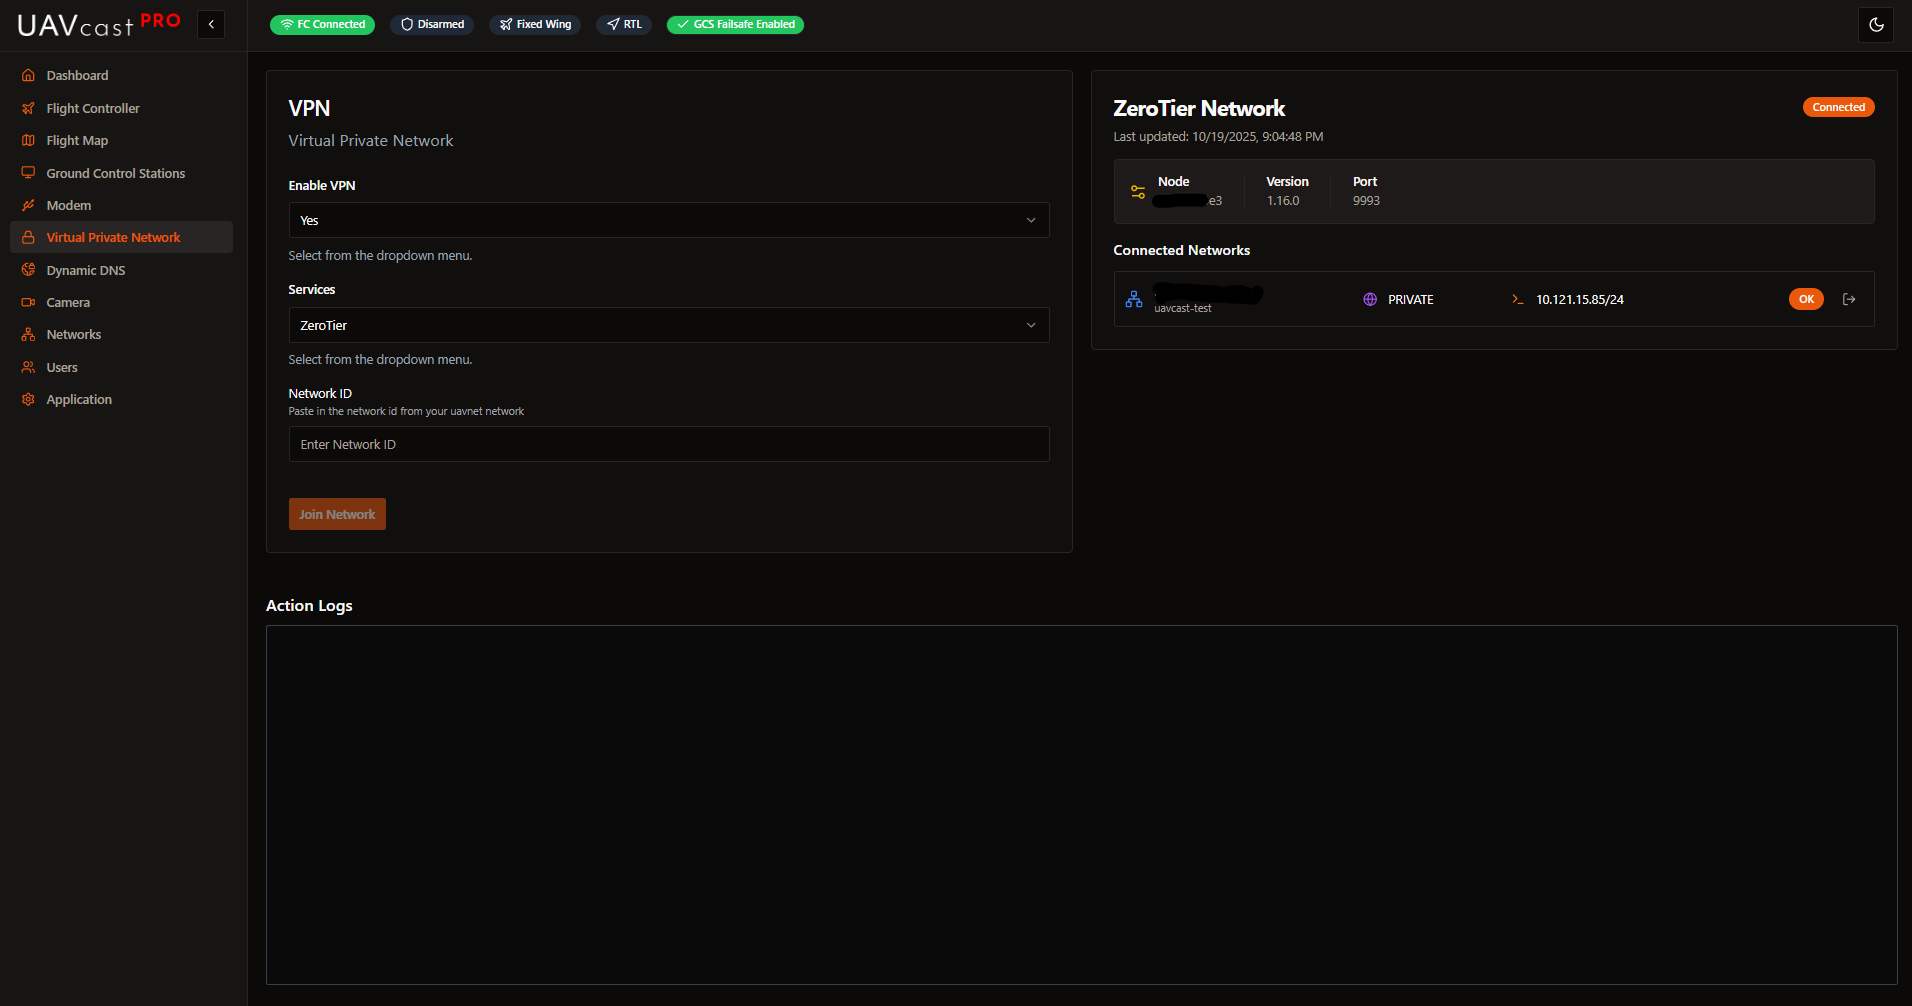 UAVcast PRO
FC Connected
Disarmed
Fixed Wing
RTL
GCS Failsafe Enabled
Dashboard
Flight Controller
Flight Map
Ground Control Stations
Modem
Virtual Private Network
Dynamic DNS
Camera
Networks
Users
Application
VPN
Virtual Private Network
Enable VPN
Yes
Select from the dropdown menu.
Services
ZeroTier
Select from the dropdown menu.
Network ID
Paste in the network id from your uavnet network
Enter Network ID
Join Network
ZeroTier Network
Connected
Last updated: 10/19/2025, 9:04:48 PM
Node
e3
Version
1.16.0
Port
9993
Connected Networks
uavcast-test
PRIVATE
10.121.15.85/24
OK
Action Logs